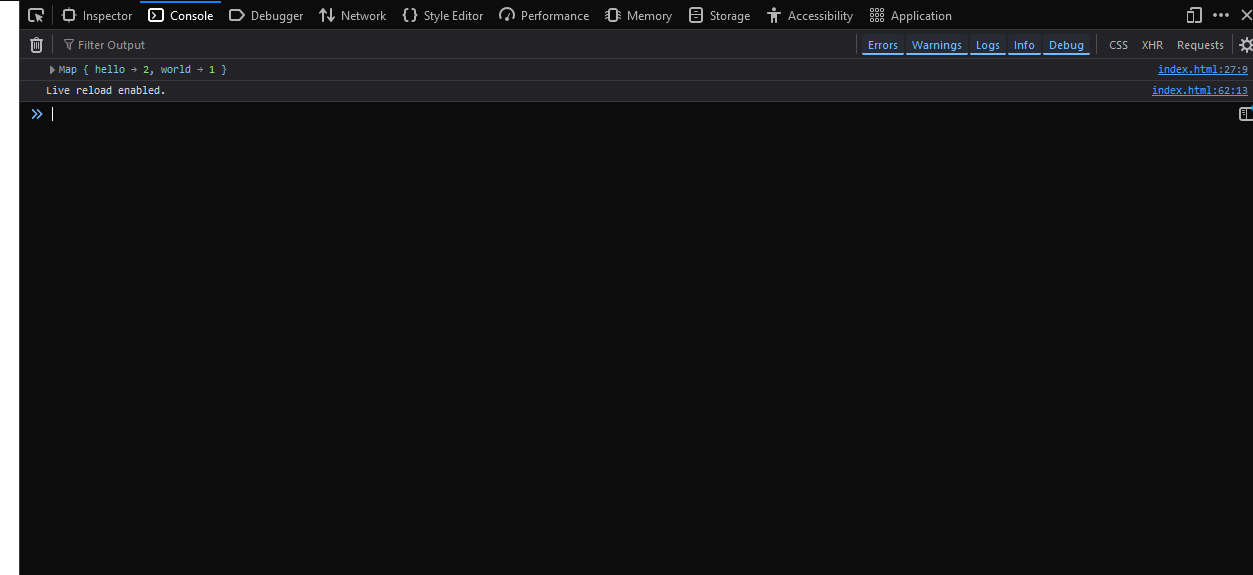 Inspector Console Debugger Network Style Editor Performance Memory Storage Accessibility Application
Filter Output Errors Warnings Logs Info Debug CSS XHR Requests
Map { hello → 2, world → 1 } index.html:27:9
Live reload enabled. index.html:62:13